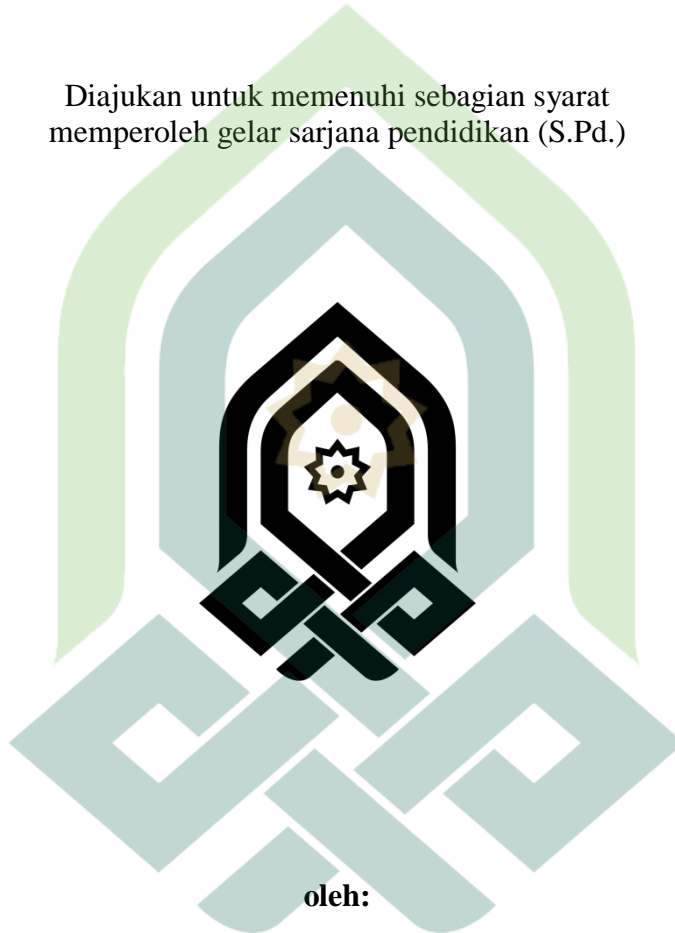 Diajukan untuk memenuhi sebagian syarat
memperoleh gelar sarjana pendidikan (S.Pd.)
oleh: